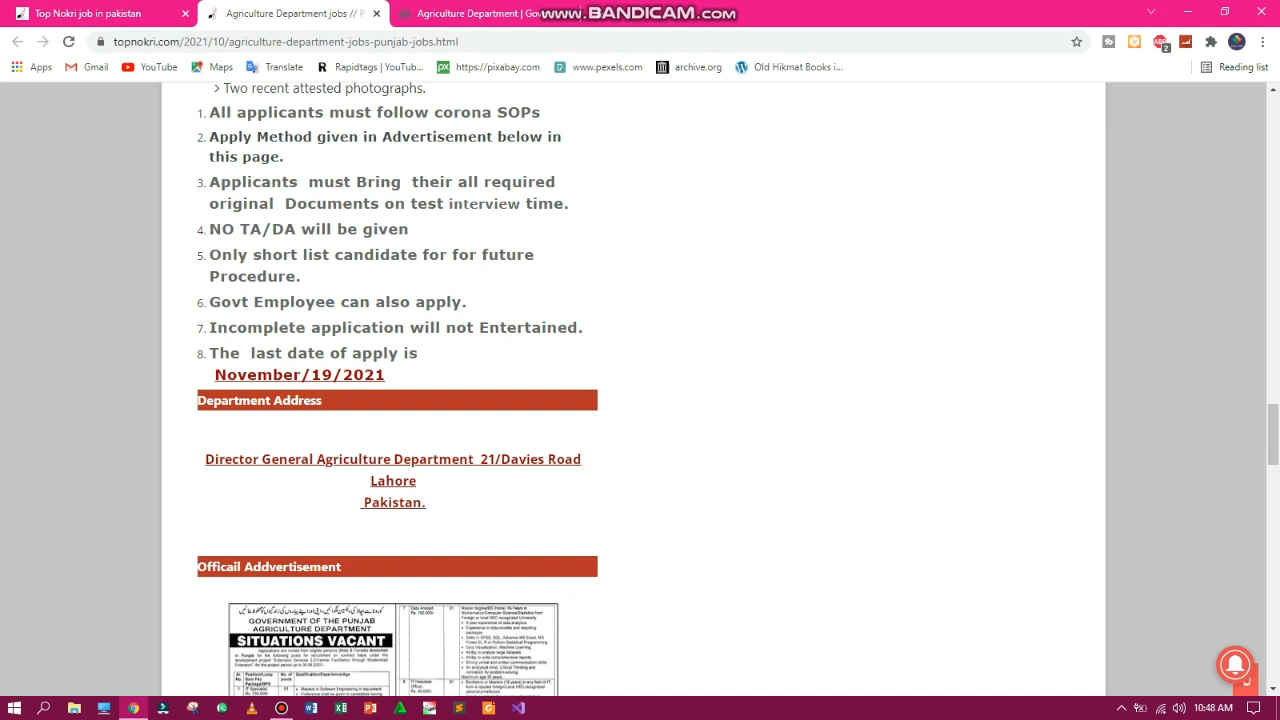 Top Nokri job in pakistan
Agriculture Department jobs // P
Agriculture Department | Gov
www.BANDICAM.com
topnokri.com/2021/10/agriculture-department-jobs-punjab-jobs.html
2
Apps
Gmail
YouTube
Maps
Translate
Rapidtags | YouTub...
https://pixabay.com
www.pexels.com
archive.org
Old Hikmat Books i...
Reading list
> Two recent attested photographs.
1. All applicants must follow corona SOPs
2. Apply Method given in Advertisement below in
this page.
3. Applicants must Bring their all required
original Documents on test interview time.
4. NO TA/DA will be given
5. Only short list candidate for for future
Procedure.
6. Govt Employee can also apply.
7. Incomplete application will not Entertained.
8. The last date of apply is
November/19/2021
Department Address
Director General Agriculture Department 21/Davies Road
Lahore
Pakistan.
Officail Addvertisement
GOVERNMENT OF THE PUNJAB
AGRICULTURE DEPARTMENT
SITUATIONS VACANT
10:48 AM